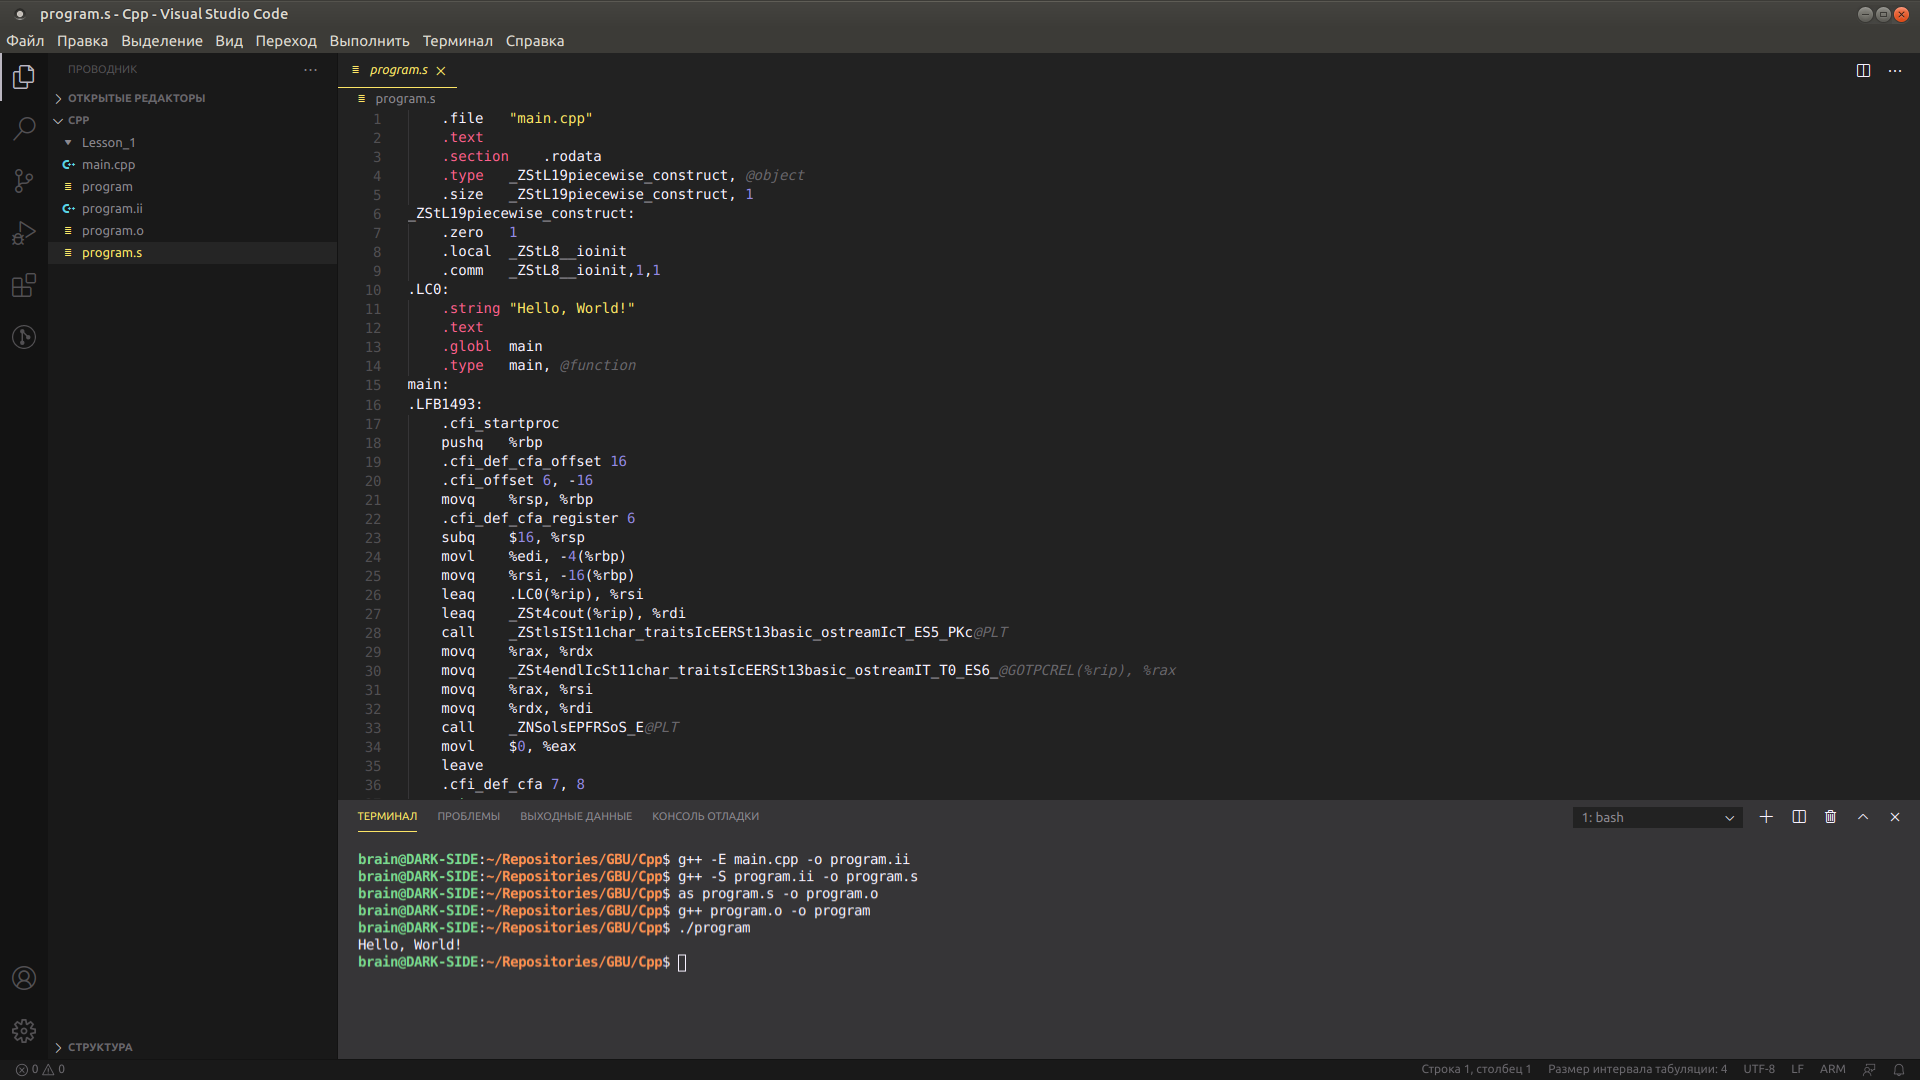 program.s - Cpp - Visual Studio Code
Файл Правка Выделение Вид Переход Выполнить Терминал Справка
ПРОВОДНИК
ОТКРЫТЫЕ РЕДАКТОРЫ
CPP
Lesson_1
main.cpp
program
program.ii
program.o
program.s
СТРУКТУРА
program.s
program.s
1 .file "main.cpp"
2 .text
3 .section .rodata
4 .type _ZStL19piecewise_construct, @object
5 .size _ZStL19piecewise_construct, 1
6 _ZStL19piecewise_construct:
7 .zero 1
8 .local _ZStL8__ioinit
9 .comm _ZStL8__ioinit,1,1
10 .LC0:
11 .string "Hello, World!"
12 .text
13 .globl main
14 .type main, @function
15 main:
16 .LFB1493:
17 .cfi_startproc
18 pushq %rbp
19 .cfi_def_cfa_offset 16
20 .cfi_offset 6, -16
21 movq %rsp, %rbp
22 .cfi_def_cfa_register 6
23 subq $16, %rsp
24 movl %edi, -4(%rbp)
25 movq %rsi, -16(%rbp)
26 leaq .LC0(%rip), %rsi
27 leaq _ZSt4cout(%rip), %rdi
28 call _ZStlsISt11char_traitsIcEERSt13basic_ostreamIcT_ES5_PKc@PLT
29 movq %rax, %rdx
30 movq _ZSt4endlIcSt11char_traitsIcEERSt13basic_ostreamIT_T0_ES6_@GOTPCREL(%rip), %rax
31 movq %rax, %rsi
32 movq %rdx, %rdi
33 call _ZNSolsEPFRSoS_E@PLT
34 movl $0, %eax
35 leave
36 .cfi_def_cfa 7, 8
ТЕРМИНАЛ ПРОБЛЕМЫ ВЫХОДНЫЕ ДАННЫЕ КОНСОЛЬ ОТЛАДКИ 1: bash
brain@DARK-SIDE:~/Repositories/GBU/Cpp$ g++ -E main.cpp -o program.ii
brain@DARK-SIDE:~/Repositories/GBU/Cpp$ g++ -S program.ii -o program.s
brain@DARK-SIDE:~/Repositories/GBU/Cpp$ as program.s -o program.o
brain@DARK-SIDE:~/Repositories/GBU/Cpp$ g++ program.o -o program
brain@DARK-SIDE:~/Repositories/GBU/Cpp$ ./program
Hello, World!
brain@DARK-SIDE:~/Repositories/GBU/Cpp$
0 0 Строка 1, столбец 1 Размер интервала табуляции: 4 UTF-8 LF ARM